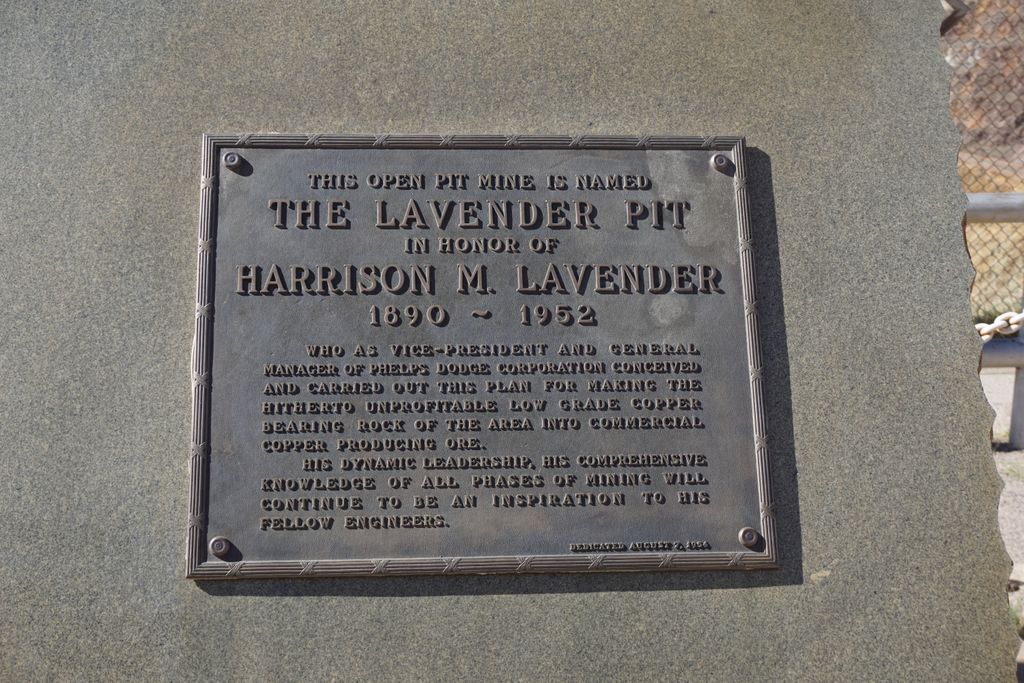 THIS OPEN PIT MINE IS NAMED
THE LAVENDER PIT
IN HONOR OF
HARRISON M. LAVENDER
1890 ~ 1952
WHO AS VICE-PRESIDENT AND GENERAL
MANAGER OF PHELPS DODGE CORPORATION CONCEIVED
AND CARRIED OUT THIS PLAN FOR MAKING THE
HITHERTO UNPROFITABLE LOW GRADE COPPER
BEARING ROCK OF THE AREA INTO COMMERCIAL
COPPER PRODUCING ORE.
HIS DYNAMIC LEADERSHIP, HIS COMPREHENSIVE
KNOWLEDGE OF ALL PHASES OF MINING WILL
CONTINUE TO BE AN INSPIRATION TO HIS
FELLOW ENGINEERS.
DEDICATED AUGUST 7, 1954